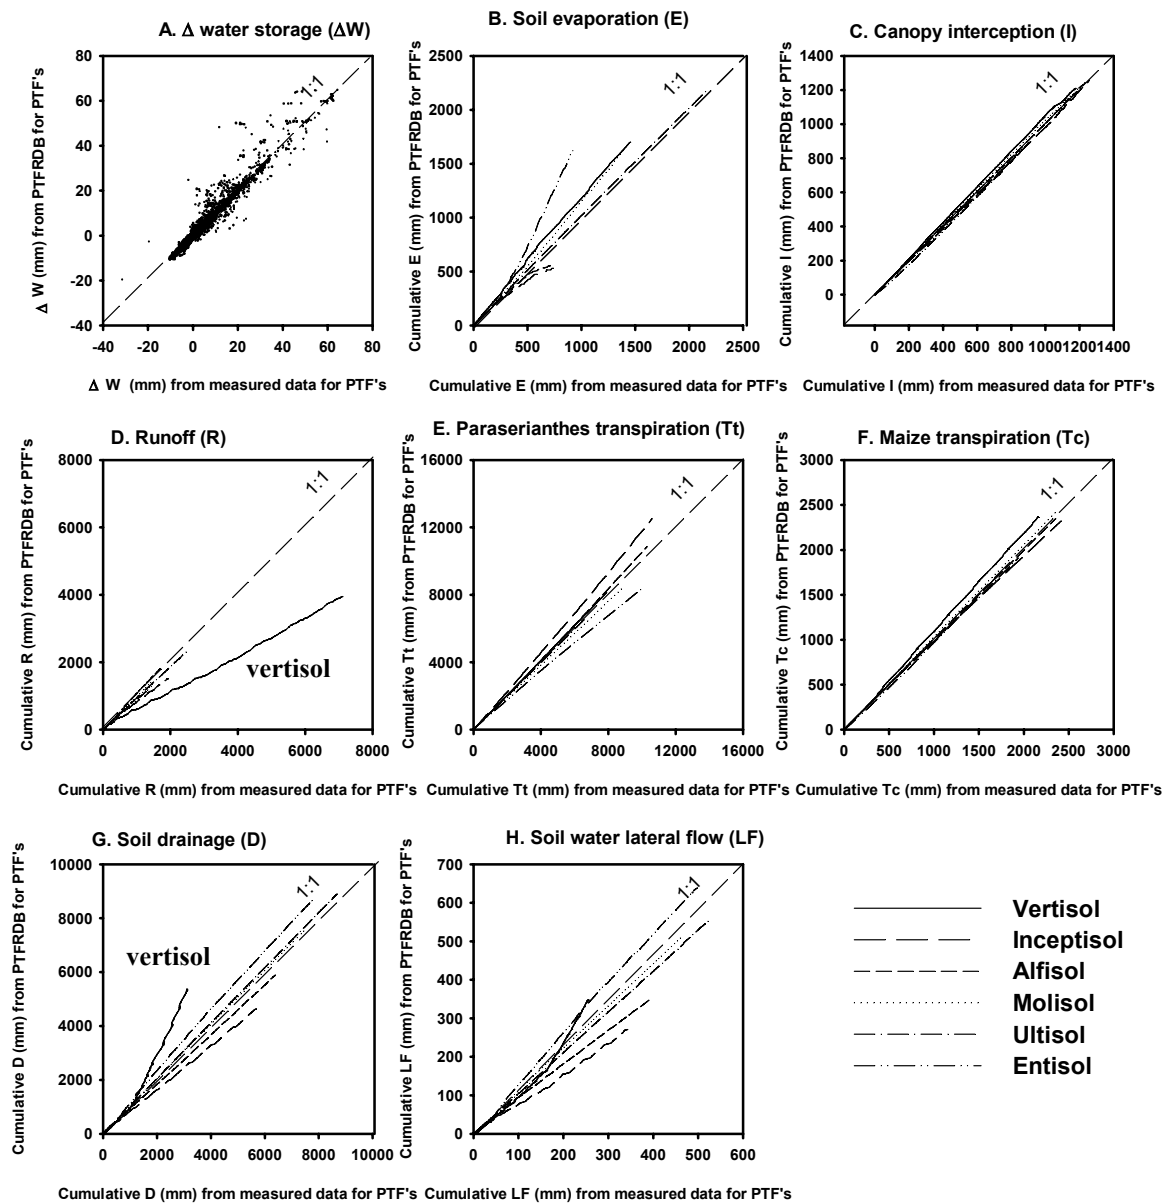 A. Δ water storage (ΔW)
Δ W (mm) from PTFRDB for PTF's
80
60
40
20
0
-20
-40
1:1
-40 -20 0 20 40 60 80
Δ W (mm) from measured data for PTF's
B. Soil evaporation (E)
Cumulative E (mm) from PTFRDB for PTF's
2500
2000
1500
1000
500
0
0 500 1000 1500 2000 2500
Cumulative E (mm) from measured data for PTF's
C. Canopy interception (I)
Cumulative I (mm) from PTFRDB for PTF's
1400
1200
1000
800
600
400
200
0
1:1
0 200 400 600 800 1000 1200 1400
Cumulative I (mm) from measured data for PTF's
D. Runoff (R)
Cumulative R (mm) from PTFRDB for PTF's
8000
6000
4000
2000
0
1:1
vertisol
0 2000 4000 6000 8000
Cumulative R (mm) from measured data for PTF's
E. Paraserianthes transpiration (Tt)
Cumulative Tt (mm) from PTFRDB for PTF's
16000
12000
8000
4000
0
1:1
0 4000 8000 12000 16000
Cumulative Tt (mm) from measured data for PTF's
F. Maize transpiration (Tc)
Cumulative Tc (mm) from PTFRDB for PTF's
3000
2500
2000
1500
1000
500
0
1:1
0 500 1000 1500 2000 2500 3000
Cumulative Tc (mm) from measured data for PTF's
G. Soil drainage (D)
Cumulative D (mm) from PTFRDB for PTF's
10000
8000
6000
4000
2000
0
1:1
vertisol
0 2000 4000 6000 8000 10000
Cumulative D (mm) from measured data for PTF's
H. Soil water lateral flow (LF)
Cumulative LF (mm) from PTFRDB for PTF's
700
600
500
400
300
200
100
0
1:1
0 100 200 300 400 500 600
Cumulative LF (mm) from measured data for PTF's
Vertisol
Inceptisol
Alfisol
Molisol
Ultisol
Entisol